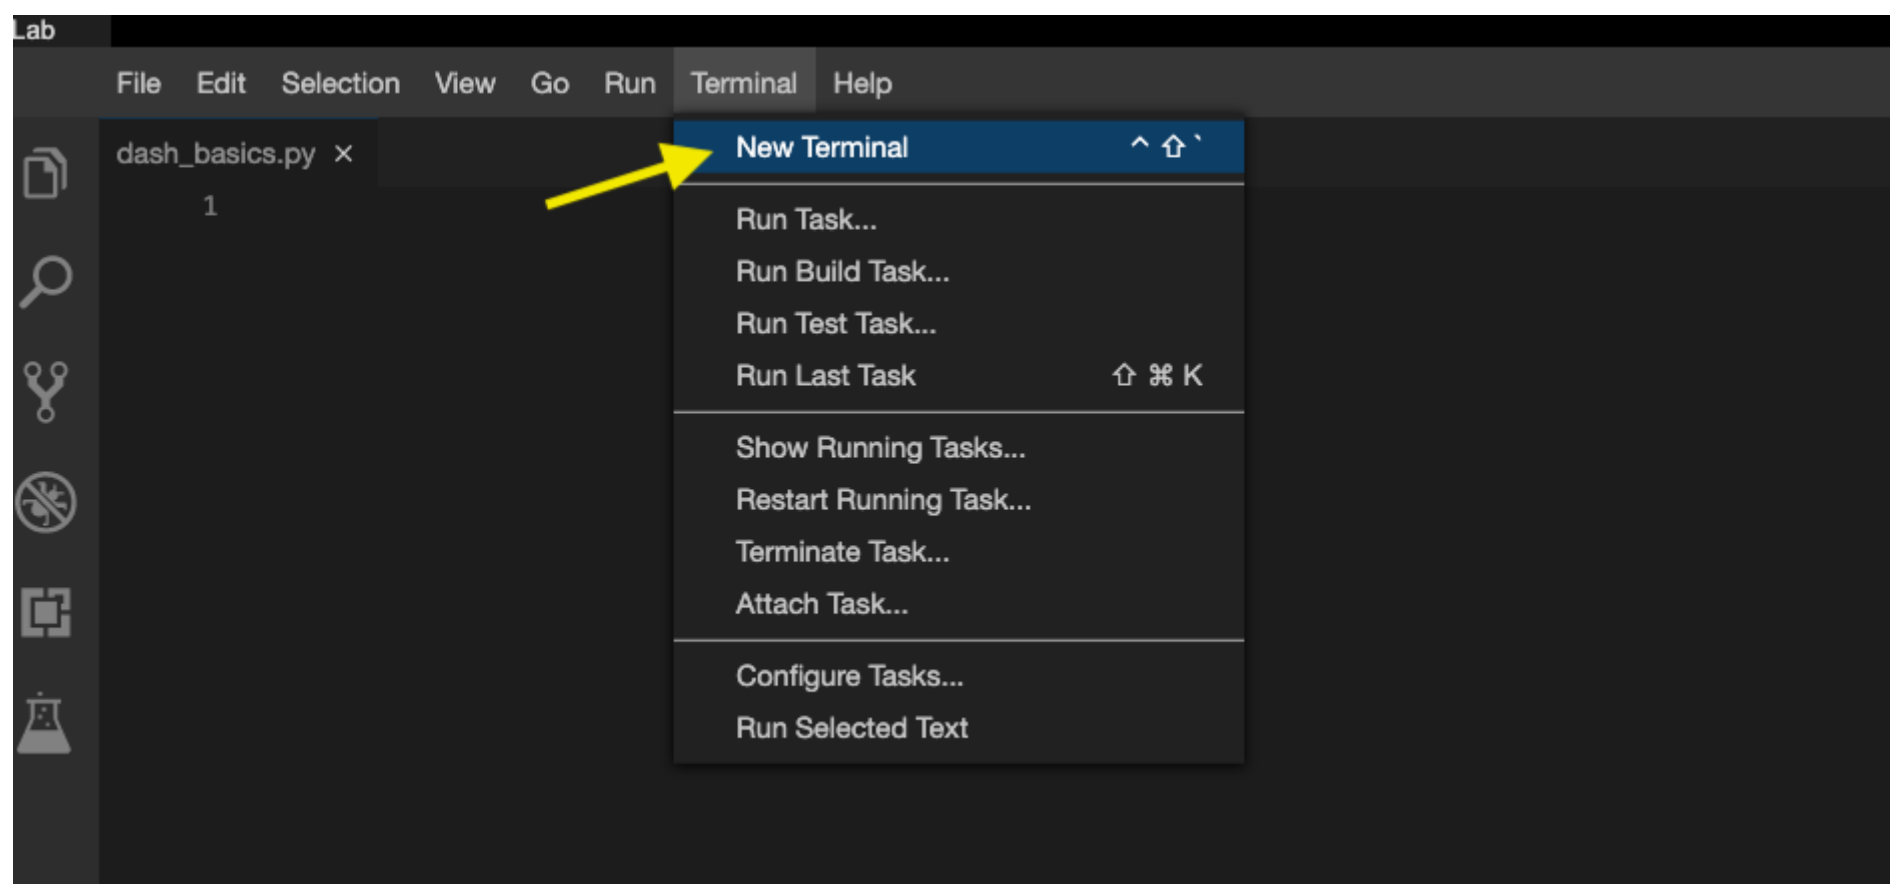 Lab
File Edit Selection View Go Run Terminal Help
dash_basics.py ×
1
New Terminal ^⇧`
Run Task...
Run Build Task...
Run Test Task...
Run Last Task ⇧ ⌘ K
Show Running Tasks...
Restart Running Task...
Terminate Task...
Attach Task...
Configure Tasks...
Run Selected Text